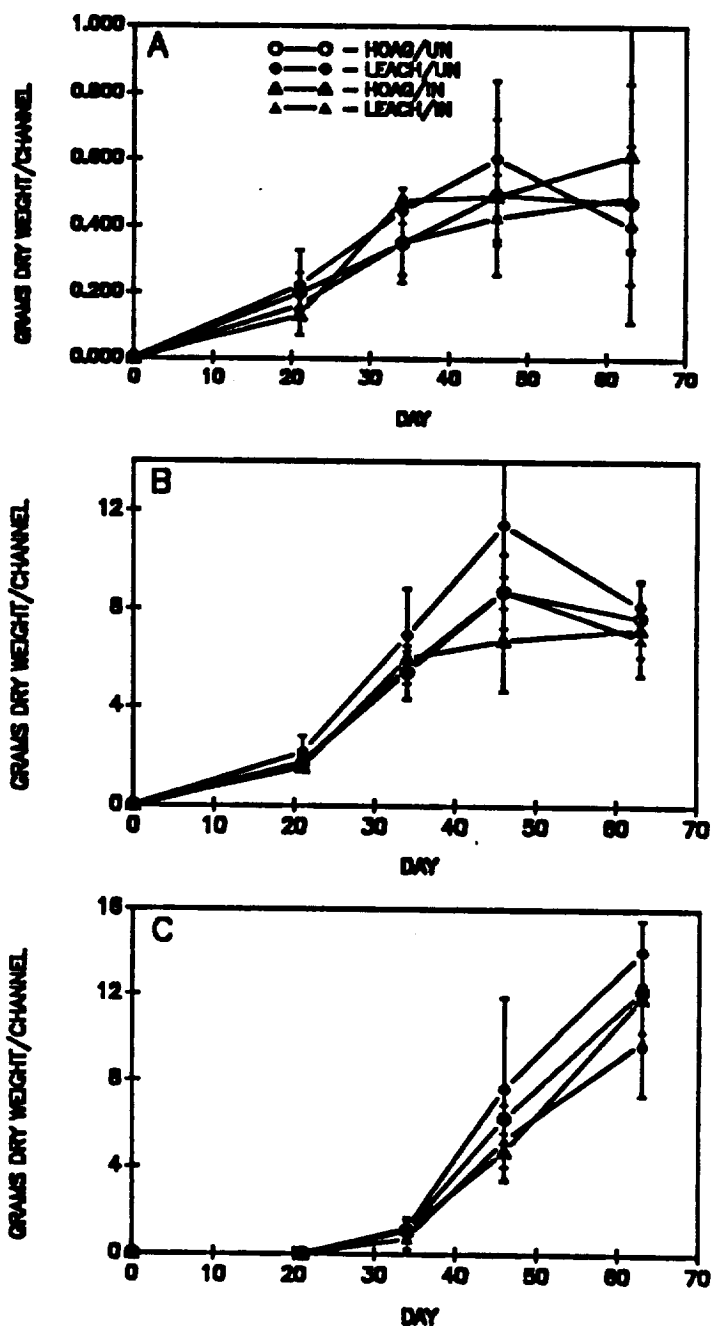 A
1.000
0.800
0.600
0.400
0.200
0.000
GRAMS DRY WEIGHT/CHANNEL
O—O – HOAG/UN
●—● – LEACH/UN
▲—▲ – HOAG/IN
▲—▲ – LEACH/IN
0 10 20 30 40 50 60 70
DAY
B
12
8
4
0
GRAMS DRY WEIGHT/CHANNEL
0 10 20 30 40 50 60 70
DAY
C
16
12
8
4
0
GRAMS DRY WEIGHT/CHANNEL
0 10 20 30 40 50 60 70
DAY